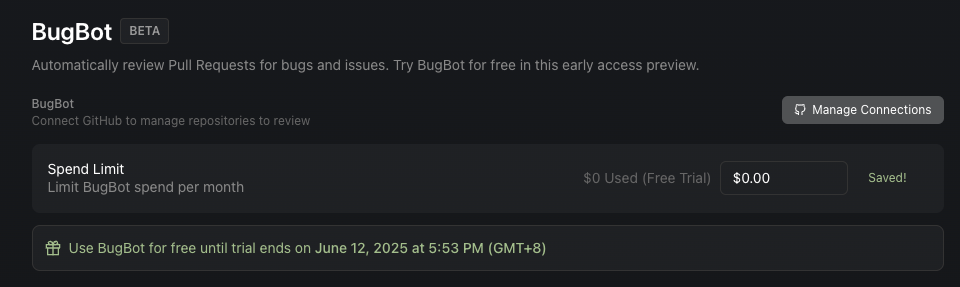 BugBot BETA
Automatically review Pull Requests for bugs and issues. Try BugBot for free in this early access preview.
BugBot
Connect GitHub to manage repositories to review
Manage Connections
Spend Limit
Limit BugBot spend per month
$0 Used (Free Trial) $0.00 Saved!
Use BugBot for free until trial ends on June 12, 2025 at 5:53 PM (GMT+8)